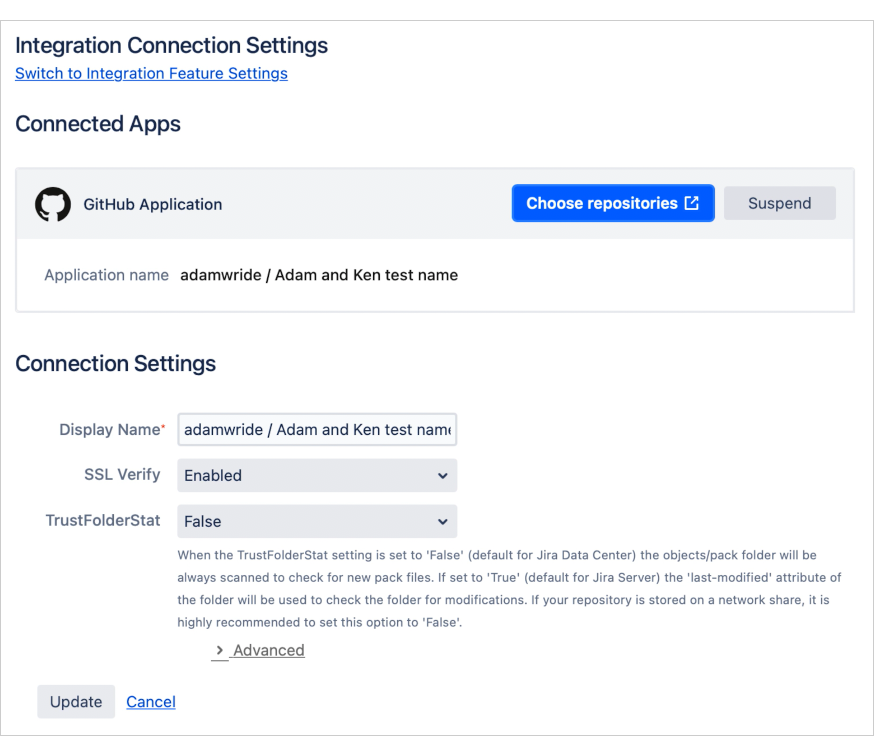 Integration Connection Settings
Switch to Integration Feature Settings
Connected Apps
GitHub Application
Choose repositories
Suspend
Application name adamwride / Adam and Ken test name
Connection Settings
Display Name* adamwride / Adam and Ken test name
SSL Verify Enabled
TrustFolderStat False
When the TrustFolderStat setting is set to 'False' (default for Jira Data Center) the objects/pack folder will be
always scanned to check for new pack files. If set to 'True' (default for Jira Server) the 'last-modified' attribute of
the folder will be used to check the folder for modifications. If your repository is stored on a network share, it is
highly recommended to set this option to 'False'.
Advanced
Update Cancel